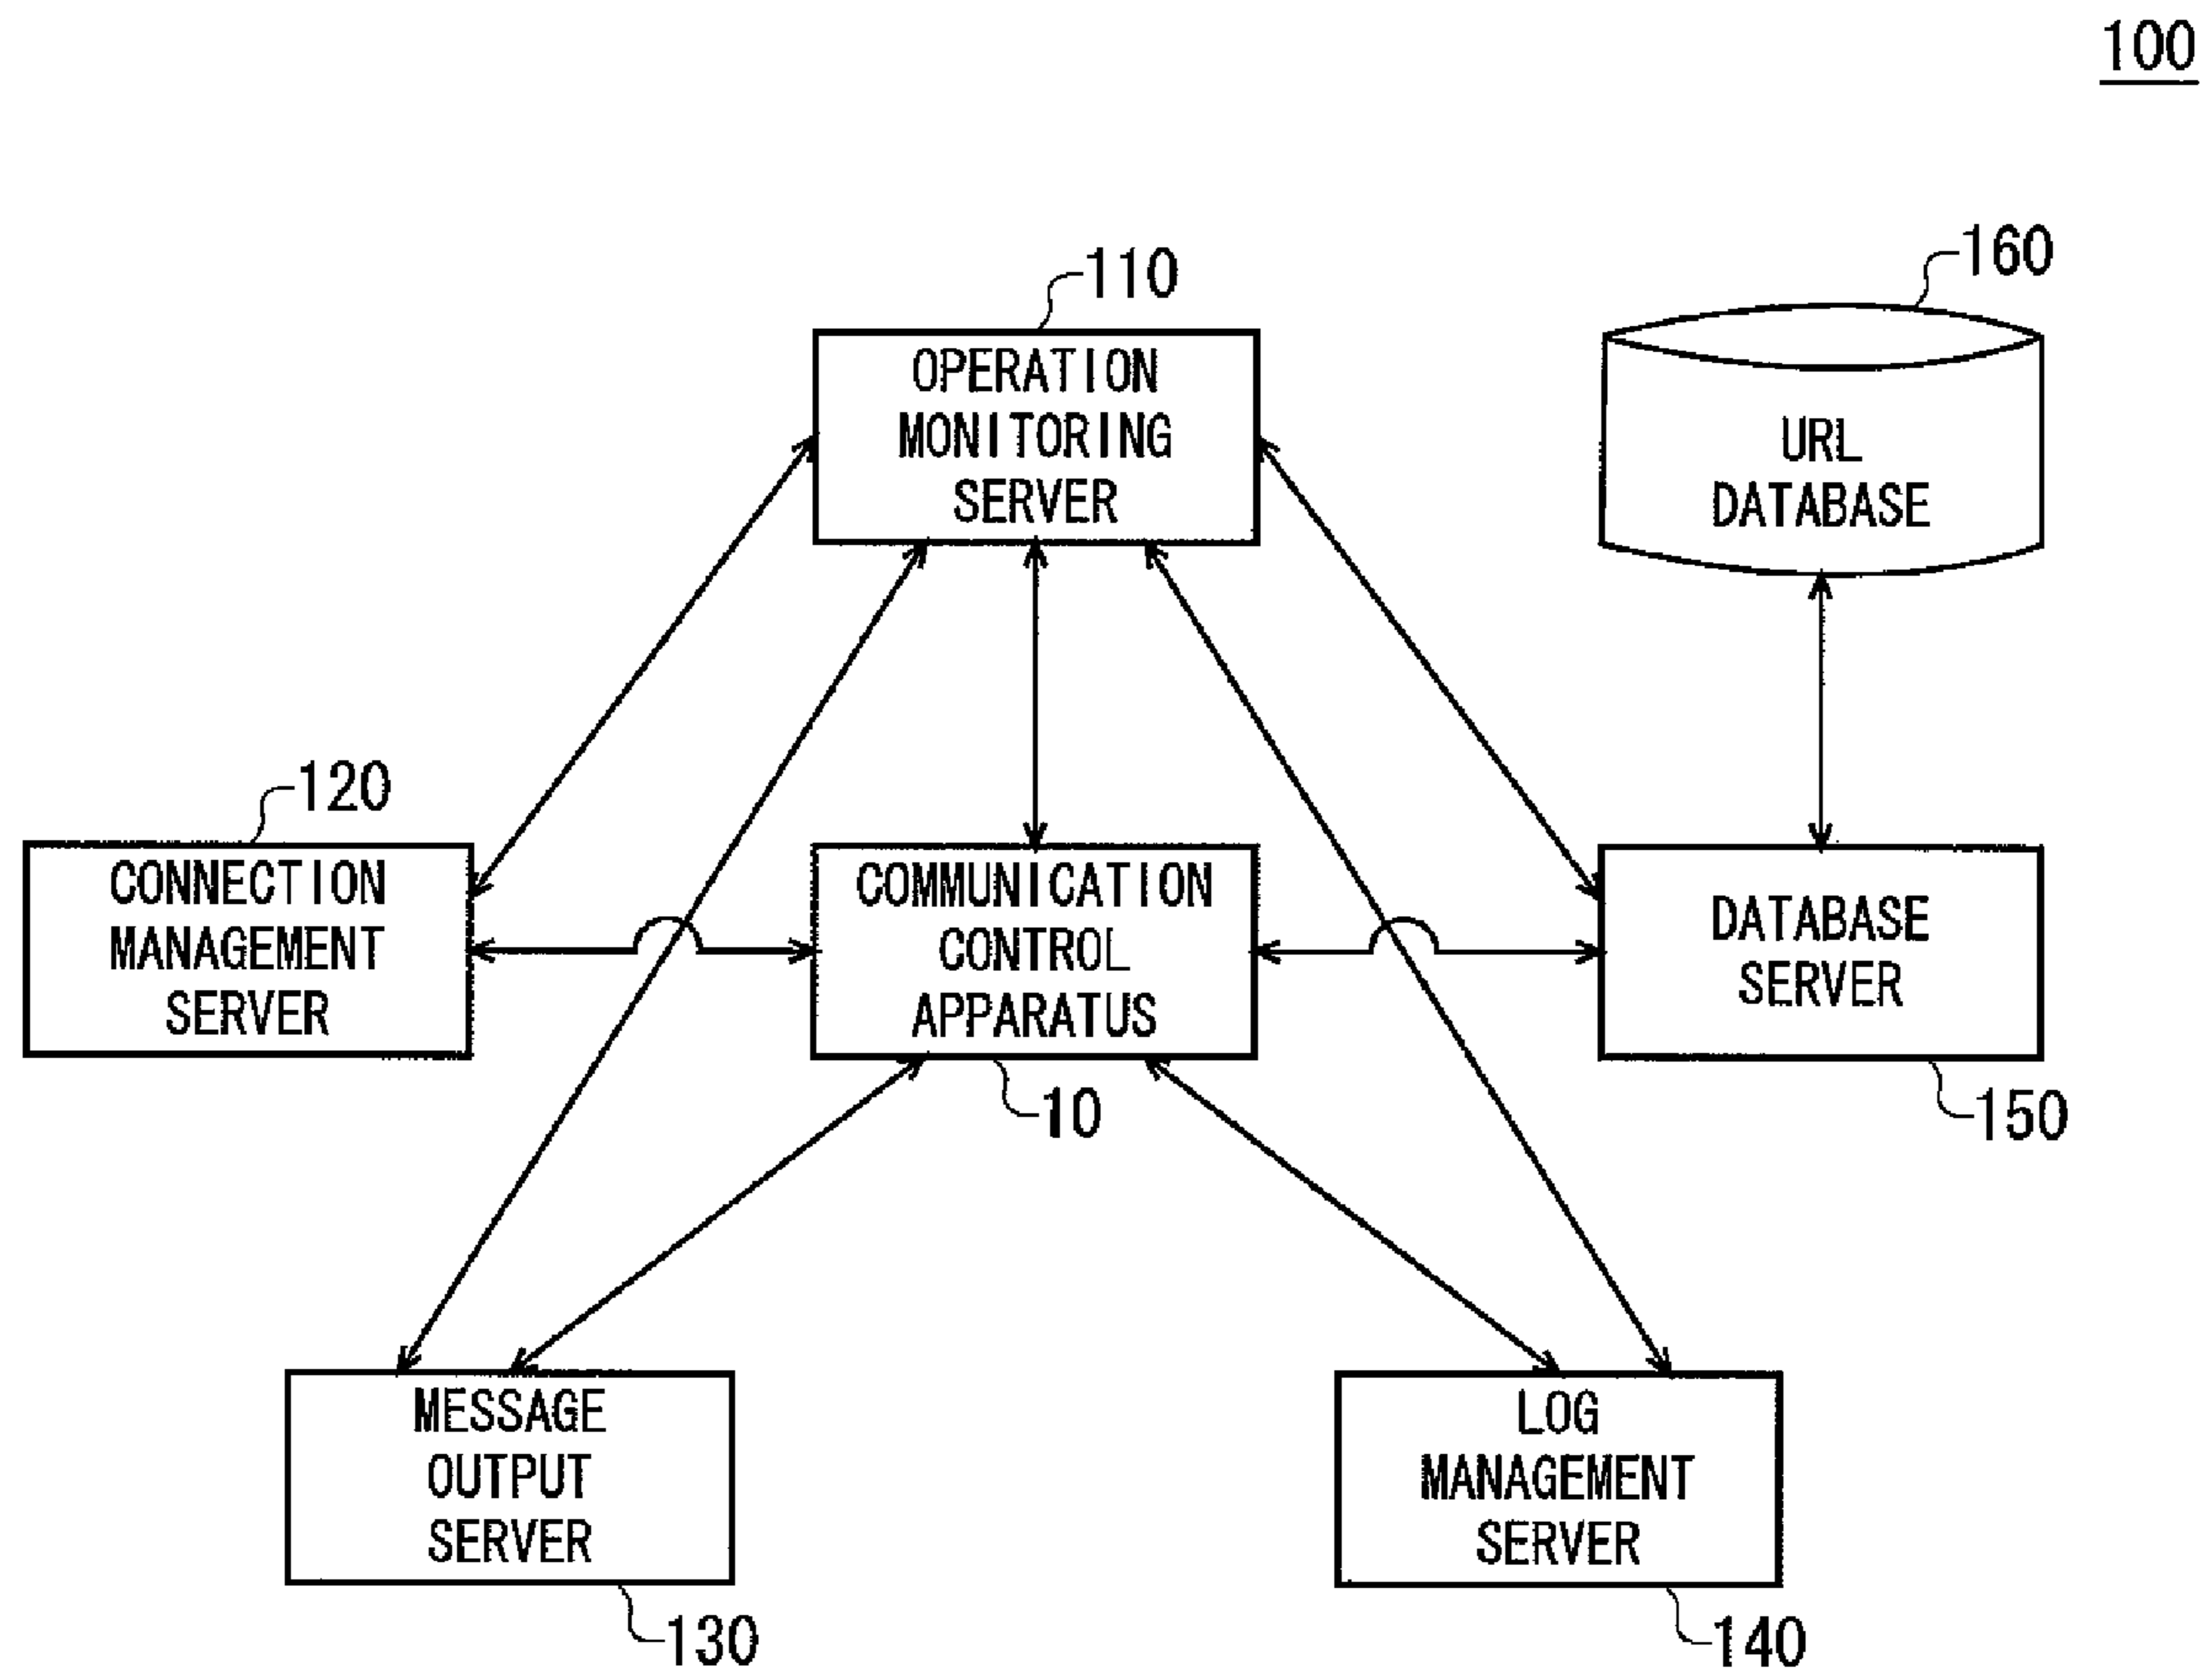 100
110
160
OPERATION
MONITORING
SERVER
URL
DATABASE
120
CONNECTION
MANAGEMENT
SERVER
COMMUNICATION
CONTROL
APPARATUS
DATABASE
SERVER
10
150
MESSAGE
OUTPUT
SERVER
LOG
MANAGEMENT
SERVER
130
140